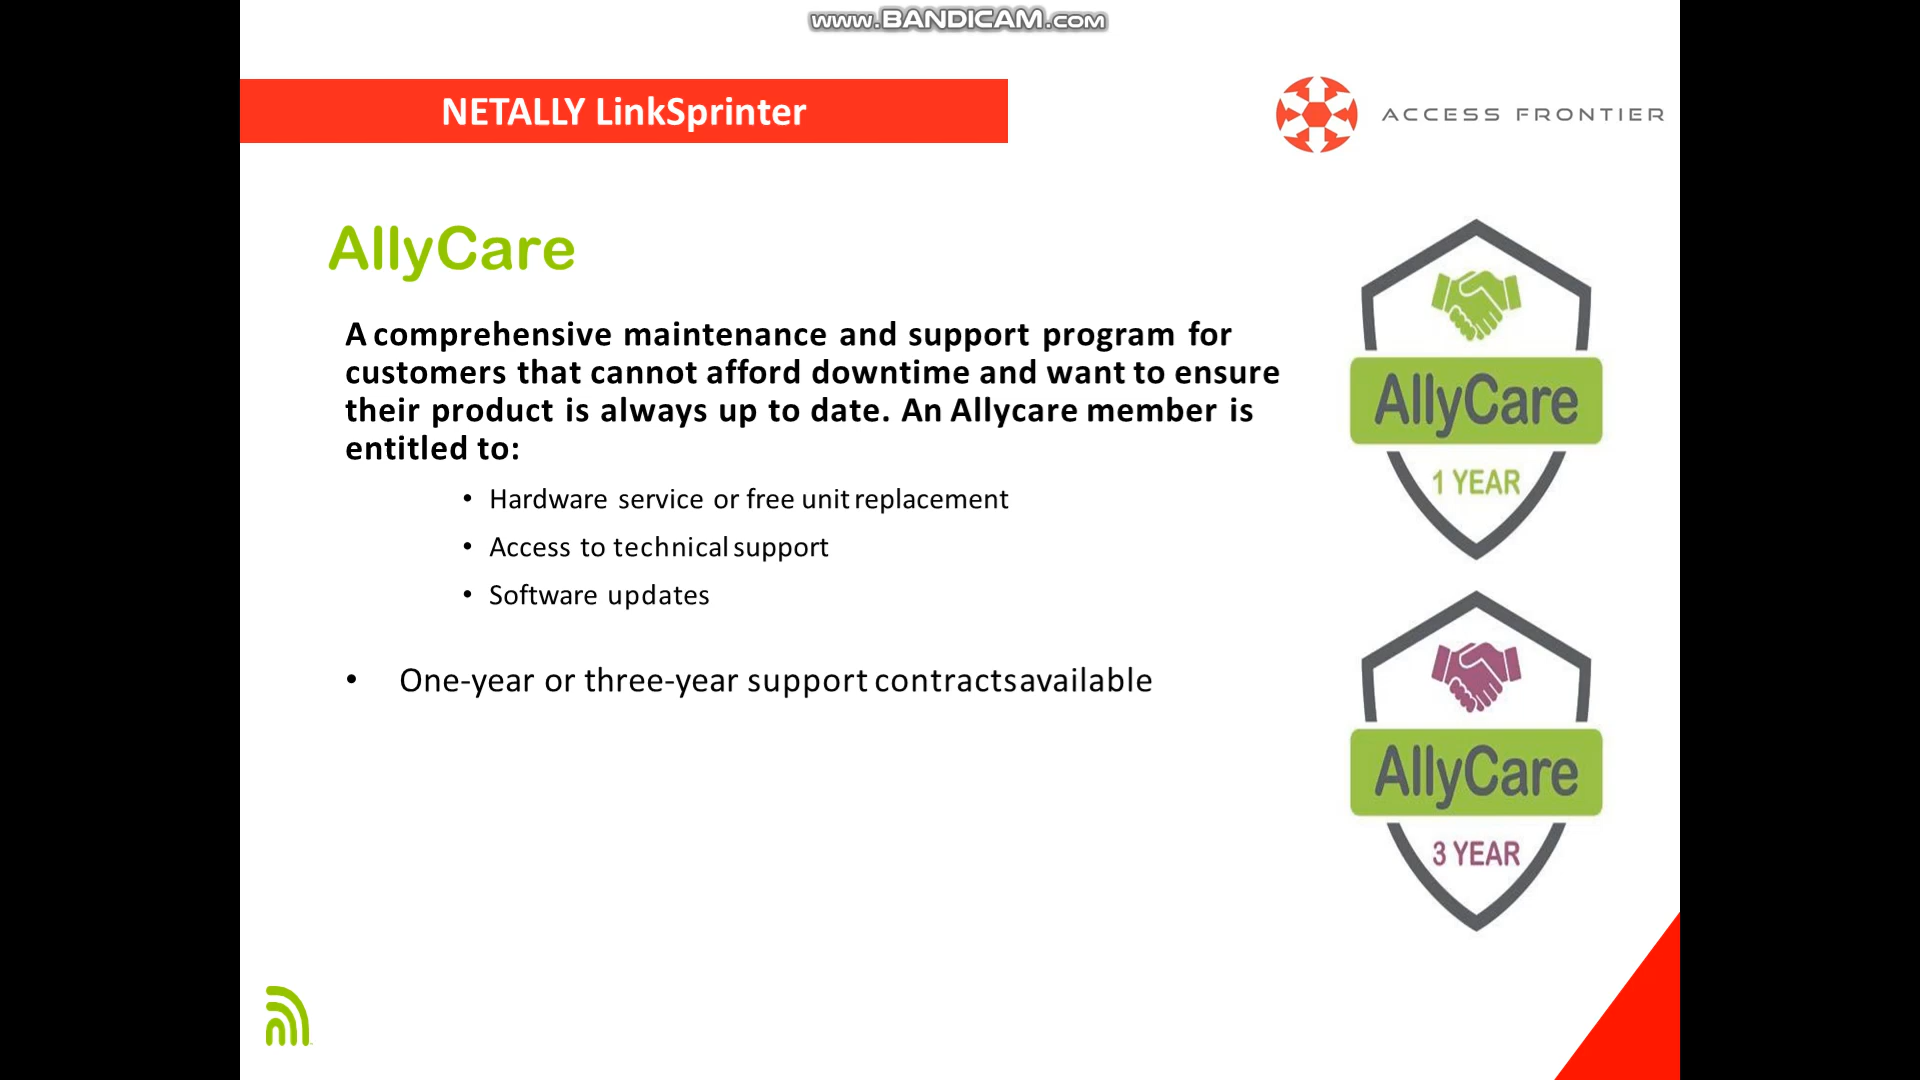 www.BANDICAM.com
NETALLY LinkSprinter
ACCESS FRONTIER
AllyCare
A comprehensive maintenance and support program for
customers that cannot afford downtime and want to ensure
their product is always up to date. An Allycare member is
entitled to:
• Hardware service or free unit replacement
• Access to technical support
• Software updates
• One-year or three-year support contracts available
AllyCare
1 YEAR
AllyCare
3 YEAR